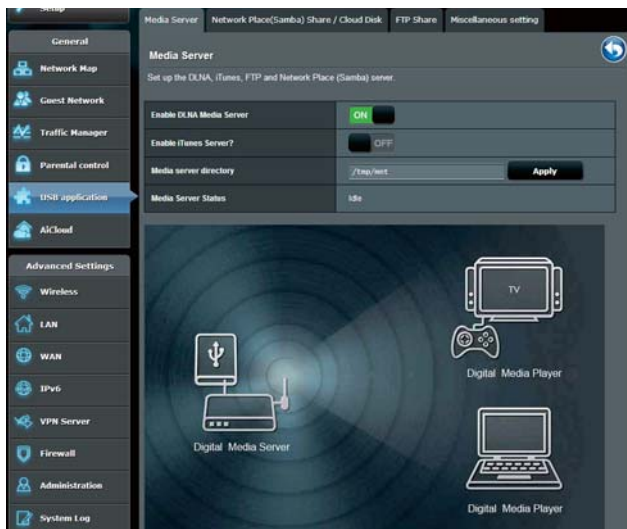 Setup
General
Network Map
Guest Network
Traffic Manager
Parental control
USB application
AiCloud
Advanced Settings
Wireless
LAN
WAN
IPv6
VPN Server
Firewall
Administration
System Log
Media Server
Network Place(Samba) Share / Cloud Disk
FTP Share
Miscellaneous setting
Media Server
Set up the DLNA, iTunes, FTP and Network Place (Samba) server.
Enable DLNA Media Server
ON
Enable iTunes Server?
OFF
Media server directory
/tmp/mnt
Apply
Media Server Status
Idle
TV
Digital Media Player
Digital Media Server
Digital Media Player